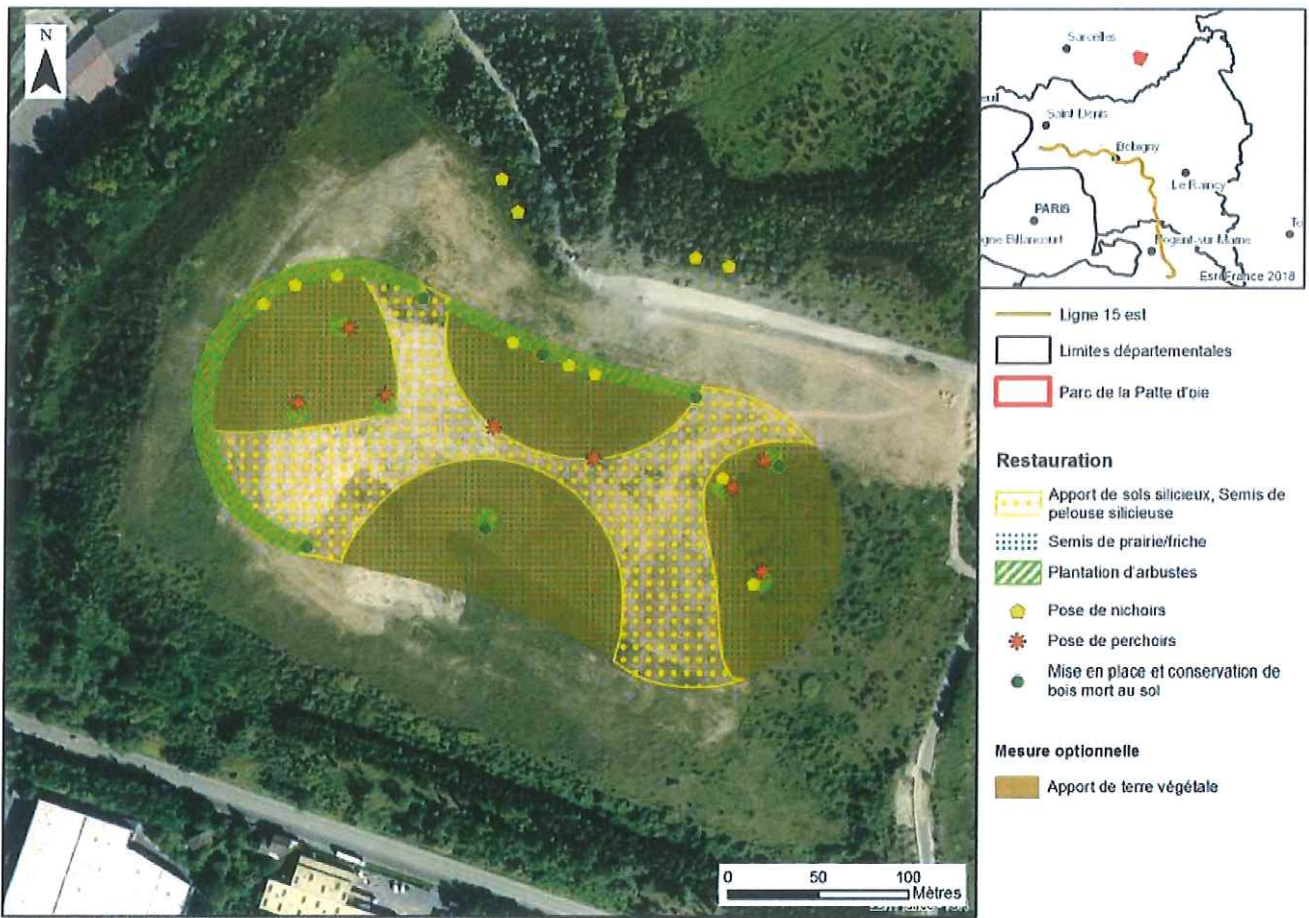 N
Sarcelles
Saint-Denis
Bobigny
Le Raincy
PARIS
Nogent-sur-Marne
To
gne-Billancourt
Esri France 2018
Ligne 15 est
Limites départementales
Parc de la Patte d'oie
Restauration
Apport de sols silicieux, Semis de
pelouse silicieuse
Semis de prairie/friche
Plantation d'arbustes
Pose de nichoirs
Pose de perchoirs
Mise en place et conservation de
bois mort au sol
Mesure optionnelle
Apport de terre végétale
0 50 100
Mètres